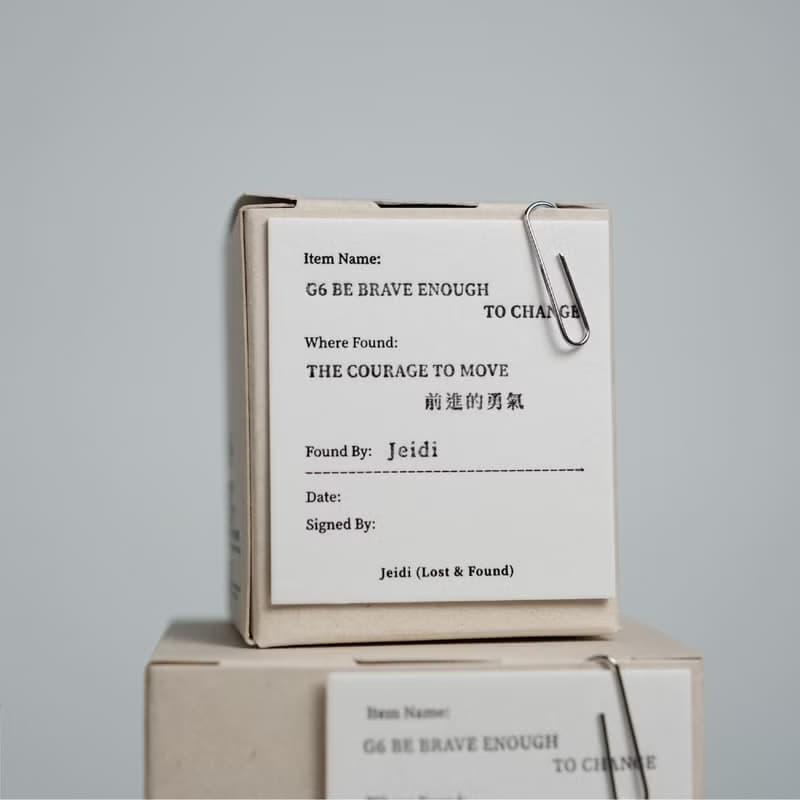 Item Name:
G6 BE BRAVE ENOUGH
TO CHANGE
Where Found:
THE COURAGE TO MOVE
前進的勇氣
Found By: Jeidi
Date:
Signed By:
Jeidi (Lost & Found)
Item Name:
G6 BE BRAVE ENOUGH
TO CHANGE